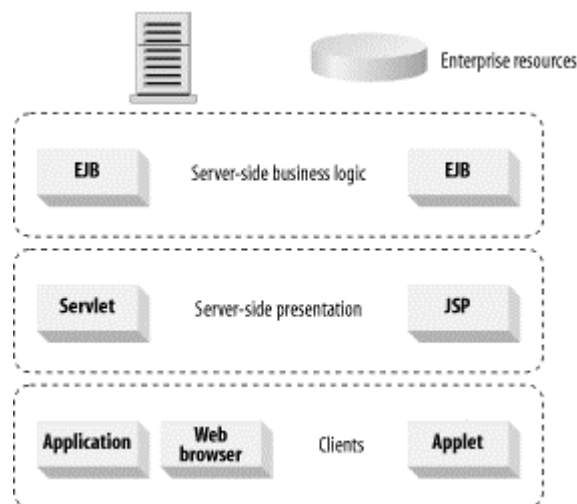 Enterprise resources
EJB
Server-side business logic
EJB
Servlet
Server-side presentation
JSP
Application
Web
browser
Clients
Applet